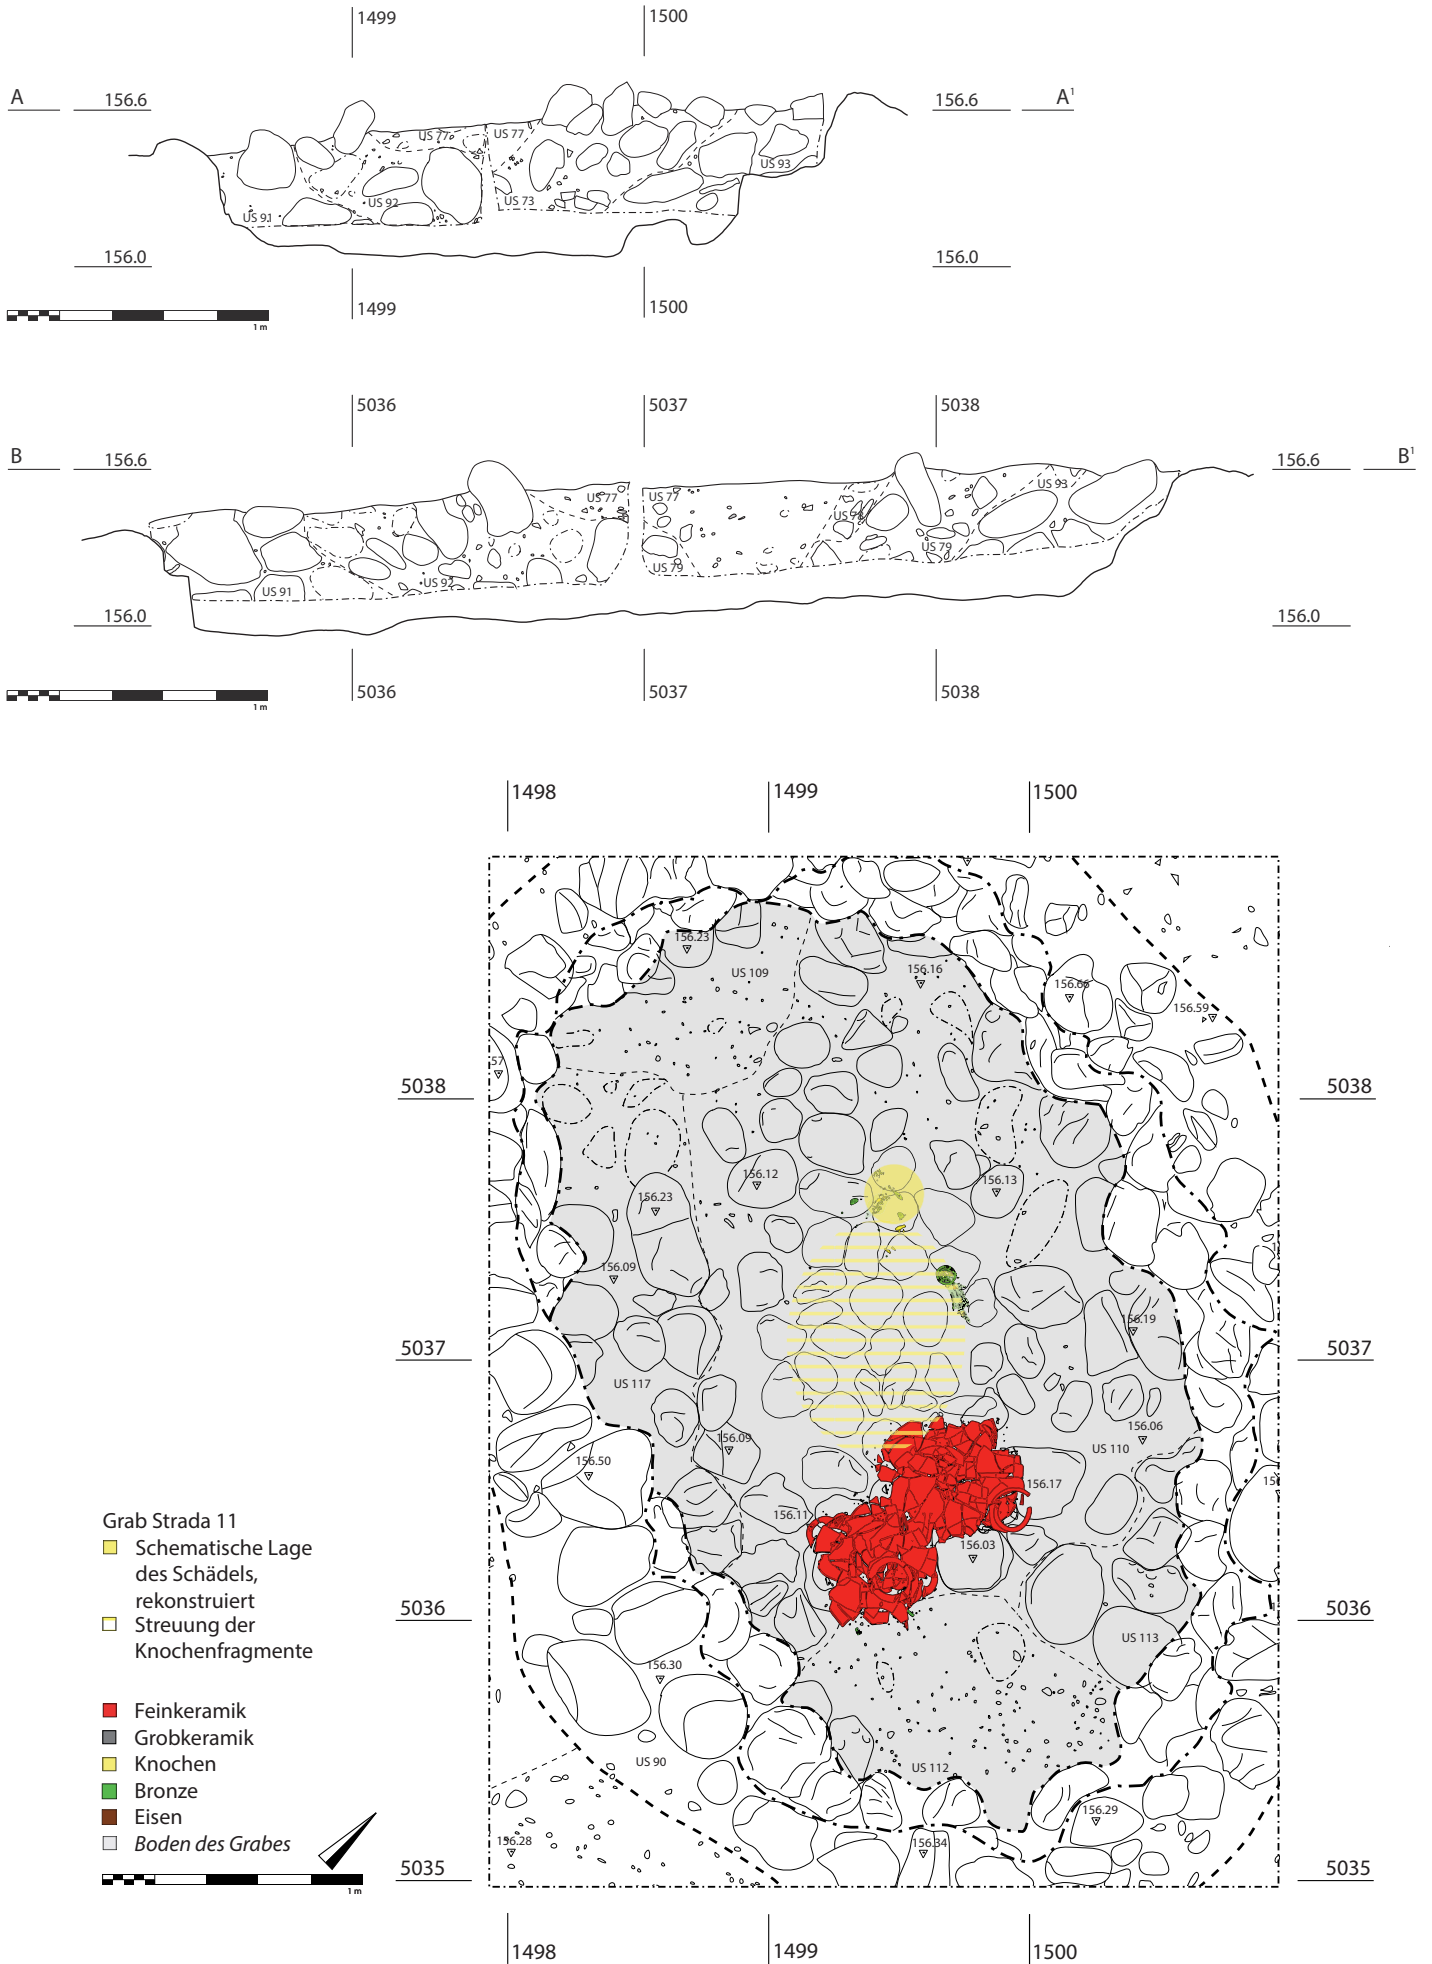 1499 1500
A 156.6 156.6 A¹
US 77 US 77
US 93
US 91 US 92 US 73
156.0 156.0
1499 1500
1 m
5036 5037 5038
B 156.6 156.6 B¹
US 77 US 77 US 93
US 78
US 79
US 92 US 79
US 91
156.0 156.0
5036 5037 5038
1 m
1498 1499 1500
156.23
US 109 156.16
156.66
156.59
57
5038 5038
156.12 156.13
156.23
156.09
156.19
5037 5037
US 117
156.09 156.06
US 110
156.50
156.17
156.11
156.03
5036 5036
US 113
156.30
US 90
US 112
156.29
156.28 156.34
5035 5035
1498 1499 1500
Grab Strada 11
Schematische Lage
des Schädels,
rekonstruiert
Streuung der
Knochenfragmente
Feinkeramik
Grobkeramik
Knochen
Bronze
Eisen
Boden des Grabes
1 m